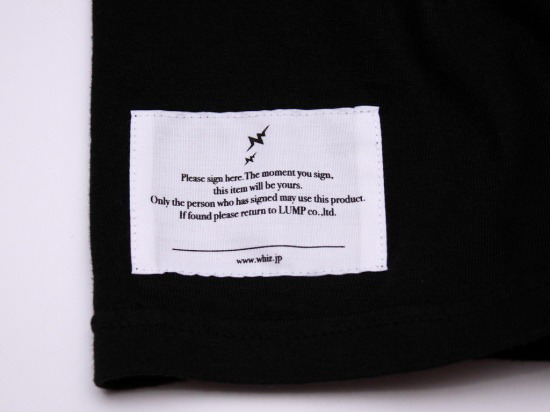 Please sign here. The moment you sign,
this item will be yours.
Only the person who has signed may use this product.
If found please return to LUMP co.,ltd.
www.whiz.jp